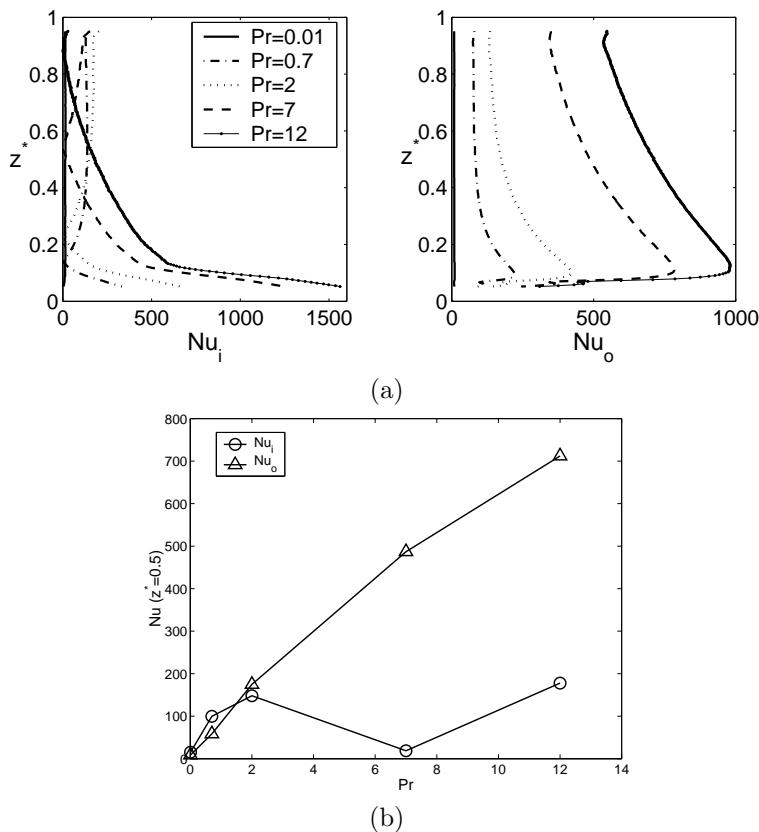 1
0.8
0.6
0.4
0.2
0
z*
0 500 1000 1500
Nu_i
Pr=0.01
Pr=0.7
Pr=2
Pr=7
Pr=12
1
0.8
0.6
0.4
0.2
0
z*
0 500 1000
Nu_o
(a)
800
700
600
500
400
300
200
100
0
Nu (z*=0.5)
Nu_i
Nu_o
0 2 4 6 8 10 12 14
Pr
(b)